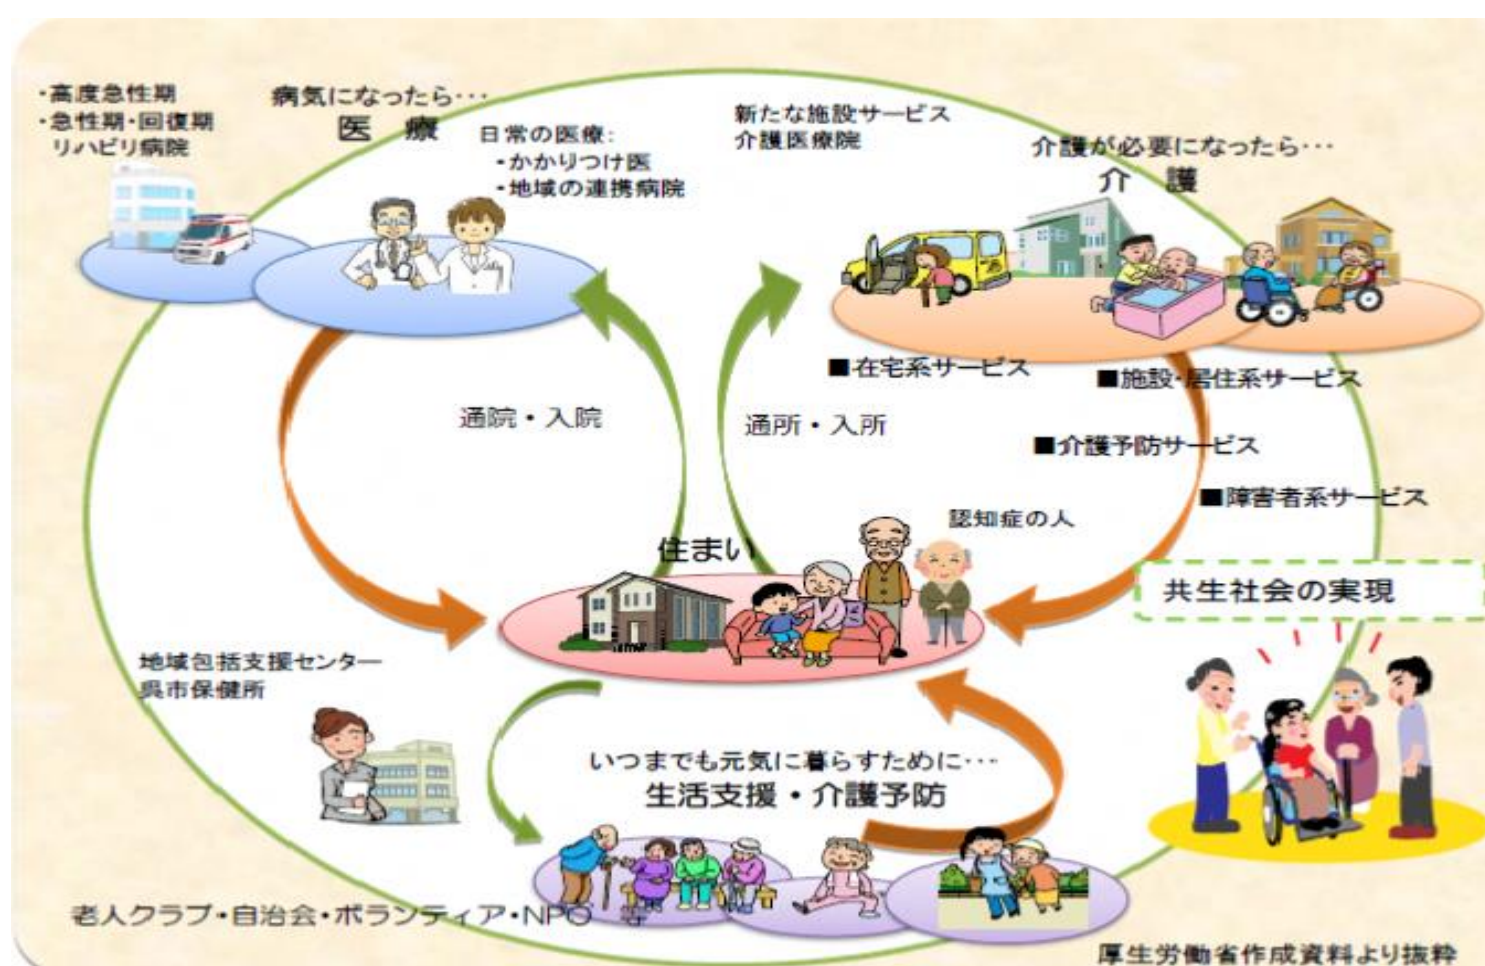 ・高度急性期
・急性期・回復期
リハビリ病院
病気になったら・・・
医　療
日常の医療:
・かかりつけ医
・地域の連携病院
新たな施設サービス
介護医療院
介護が必要になったら・・・
介　護
■在宅系サービス
■施設・居住系サービス
通院・入院
通所・入所
■介護予防サービス
■障害者系サービス
認知症の人
住まい
共生社会の実現
地域包括支援センター
呉市保健所
いつまでも元気に暮らすために・・・
生活支援・介護予防
老人クラブ・自治会・ボランティア・NPO　等
厚生労働省作成資料より抜粋